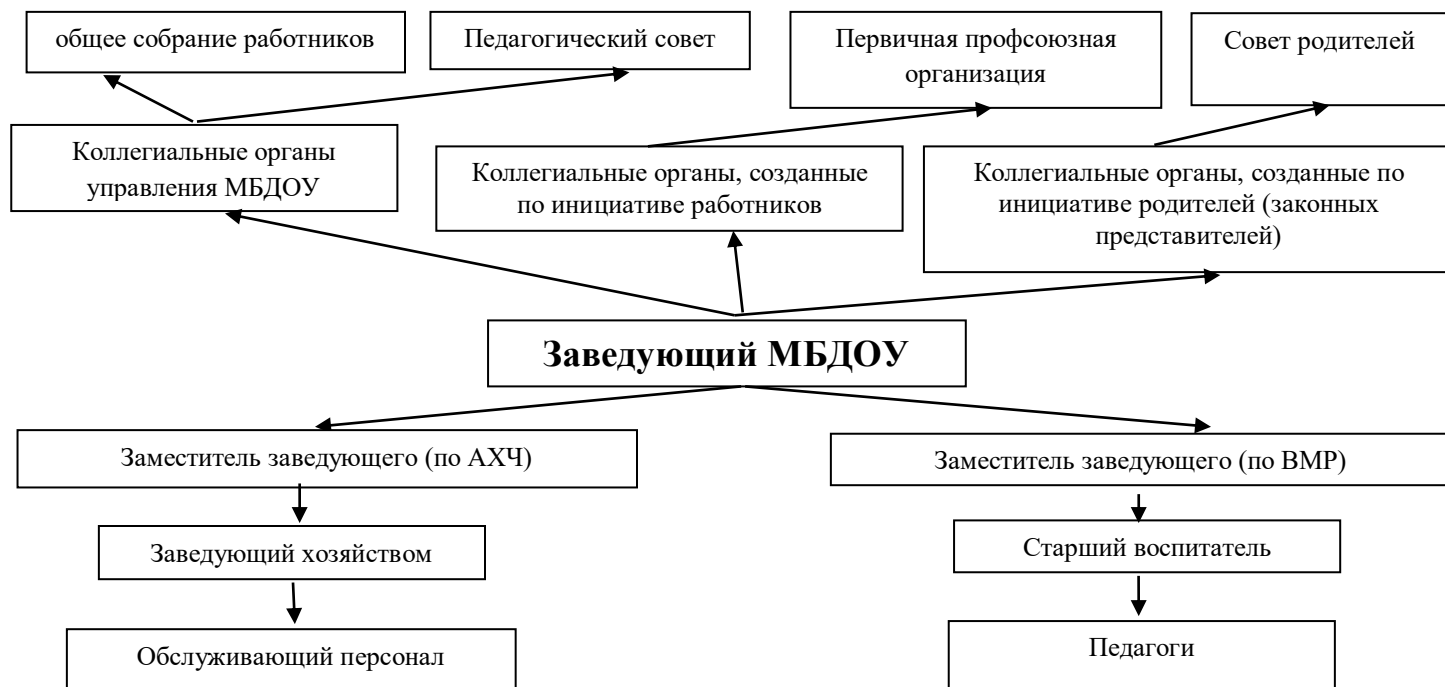 общее собрание работников
Педагогический совет
Первичная профсоюзная
организация
Совет родителей
Коллегиальные органы
управления МБДОУ
Коллегиальные органы, созданные
по инициативе работников
Коллегиальные органы, созданные по
инициативе родителей (законных
представителей)
Заведующий МБДОУ
Заместитель заведующего (по АХЧ)
Заместитель заведующего (по ВМР)
Заведующий хозяйством
Старший воспитатель
Обслуживающий персонал
Педагоги